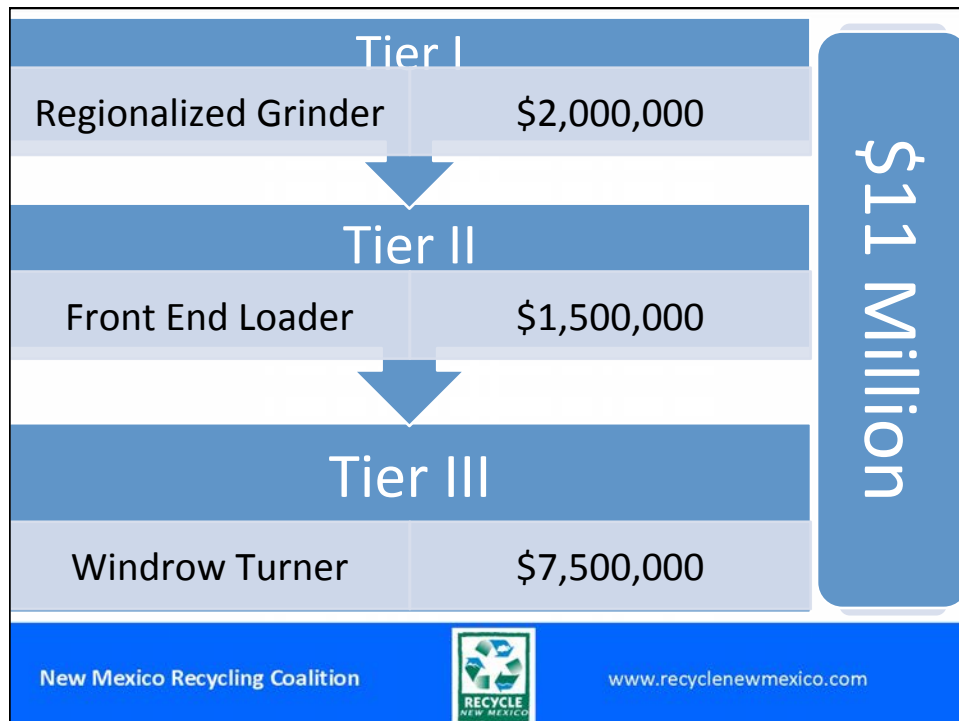 Tier I
Regionalized Grinder $2,000,000
Tier II
Front End Loader $1,500,000
Tier III
Windrow Turner $7,500,000
$11 Million
New Mexico Recycling Coalition
RECYCLE
NEW MEXICO
www.recyclenewmexico.com